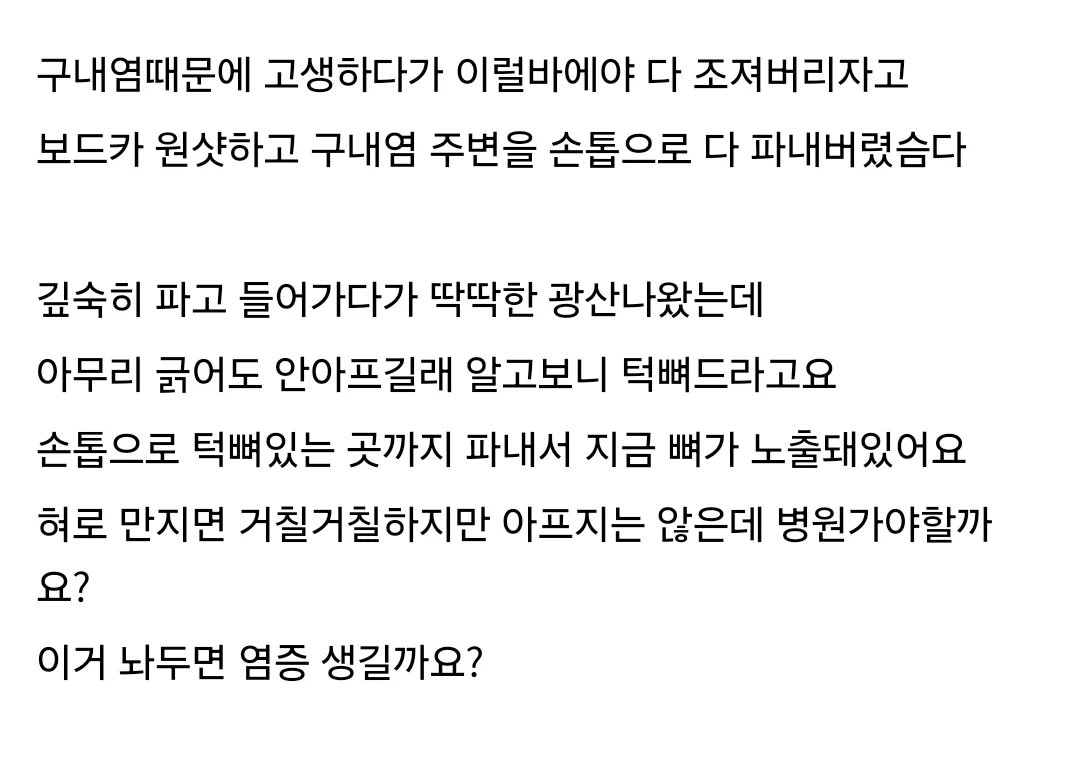 구내염때문에 고생하다가 이럴바에야 다 조져버리자고
보드카 원샷하고 구내염 주변을 손톱으로 다 파내버렸슴다
깊숙히 파고 들어가다가 딱딱한 광산나왔는데
아무리 긁어도 안아프길래 알고보니 턱뼈드라고요
손톱으로 턱뼈있는 곳까지 파내서 지금 뼈가 노출돼있어요
혀로 만지면 거칠거칠하지만 아프지는 않은데 병원가야할까
요?
이거 놔두면 염증 생길까요?